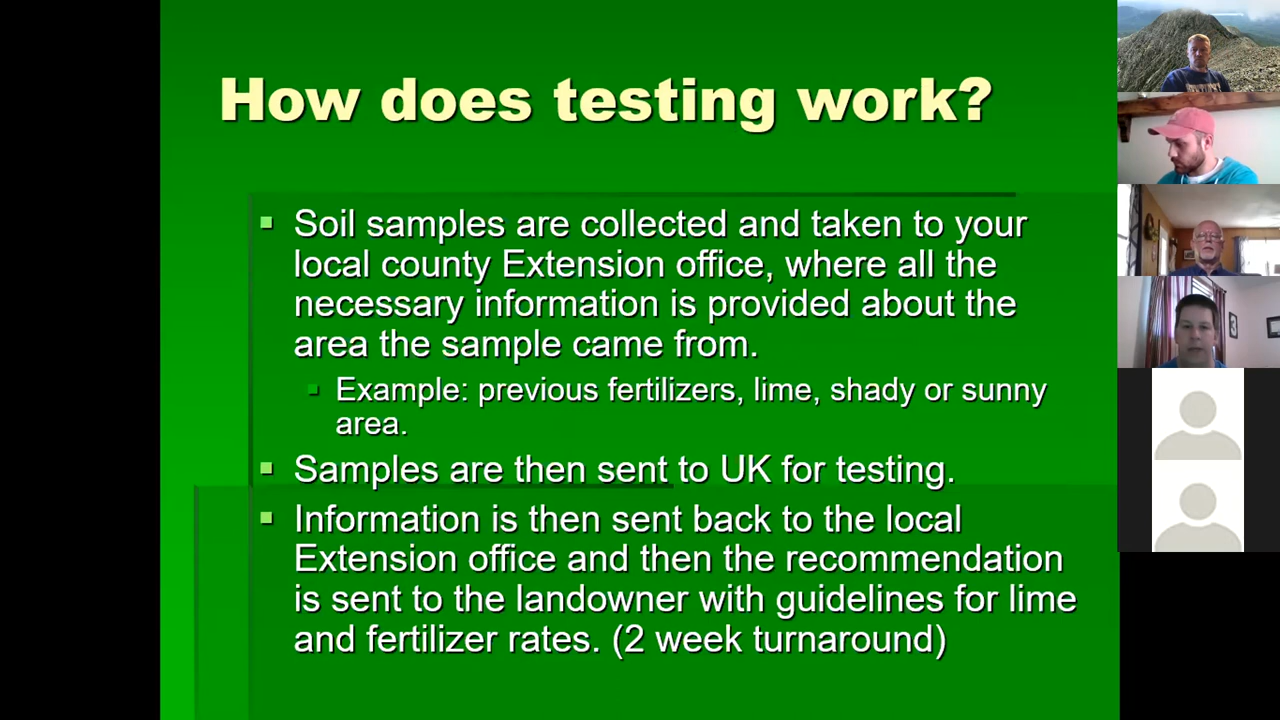 How does testing work?
Soil samples are collected and taken to your
local county Extension office, where all the
necessary information is provided about the
area the sample came from.
Example: previous fertilizers, lime, shady or sunny
area.
Samples are then sent to UK for testing.
Information is then sent back to the local
Extension office and then the recommendation
is sent to the landowner with guidelines for lime
and fertilizer rates. (2 week turnaround)